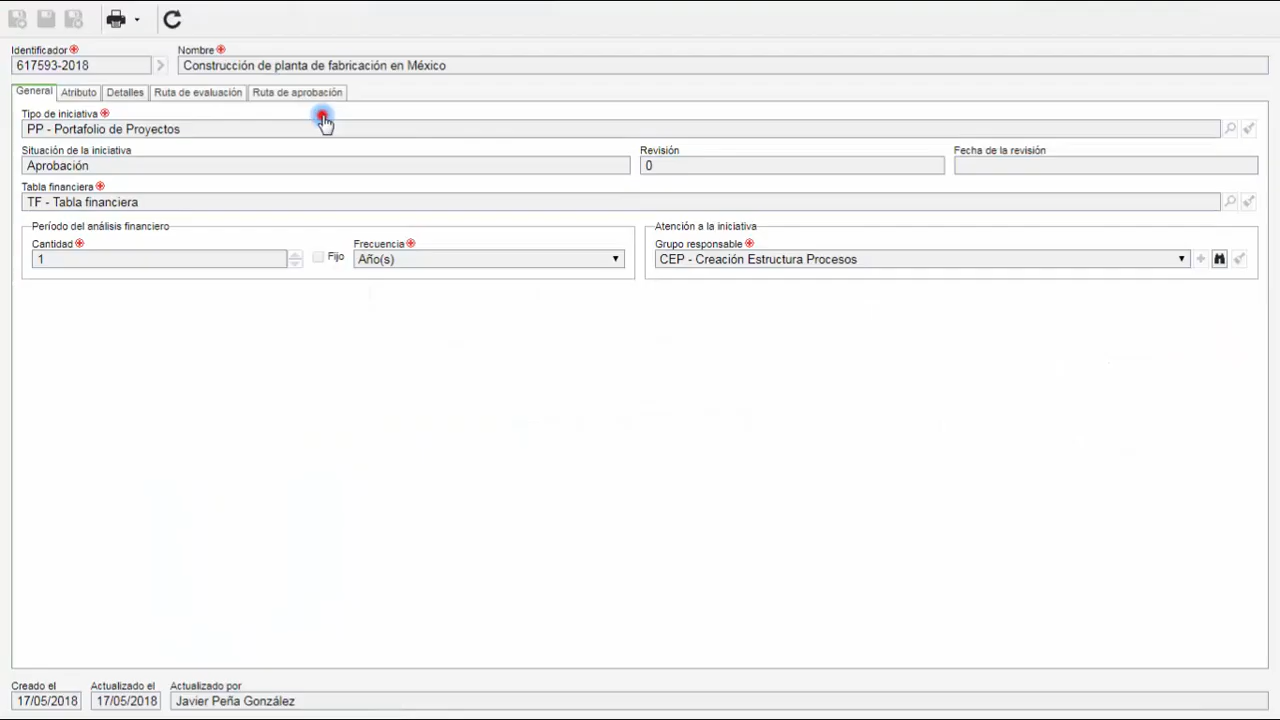 Identificador Nombre
617593-2018 Construcción de planta de fabricación en México
General Atributo Detalles Ruta de evaluación Ruta de aprobación
Tipo de iniciativa
PP - Portafolio de Proyectos
Situación de la iniciativa Revisión Fecha de la revisión
Aprobación 0
Tabla financiera
TF - Tabla financiera
Período del análisis financiero Atención a la iniciativa
Cantidad Frecuencia Grupo responsable
1 Fijo Año(s) CEP - Creación Estructura Procesos
Creado el Actualizado el Actualizado por
17/05/2018 17/05/2018 Javier Peña González